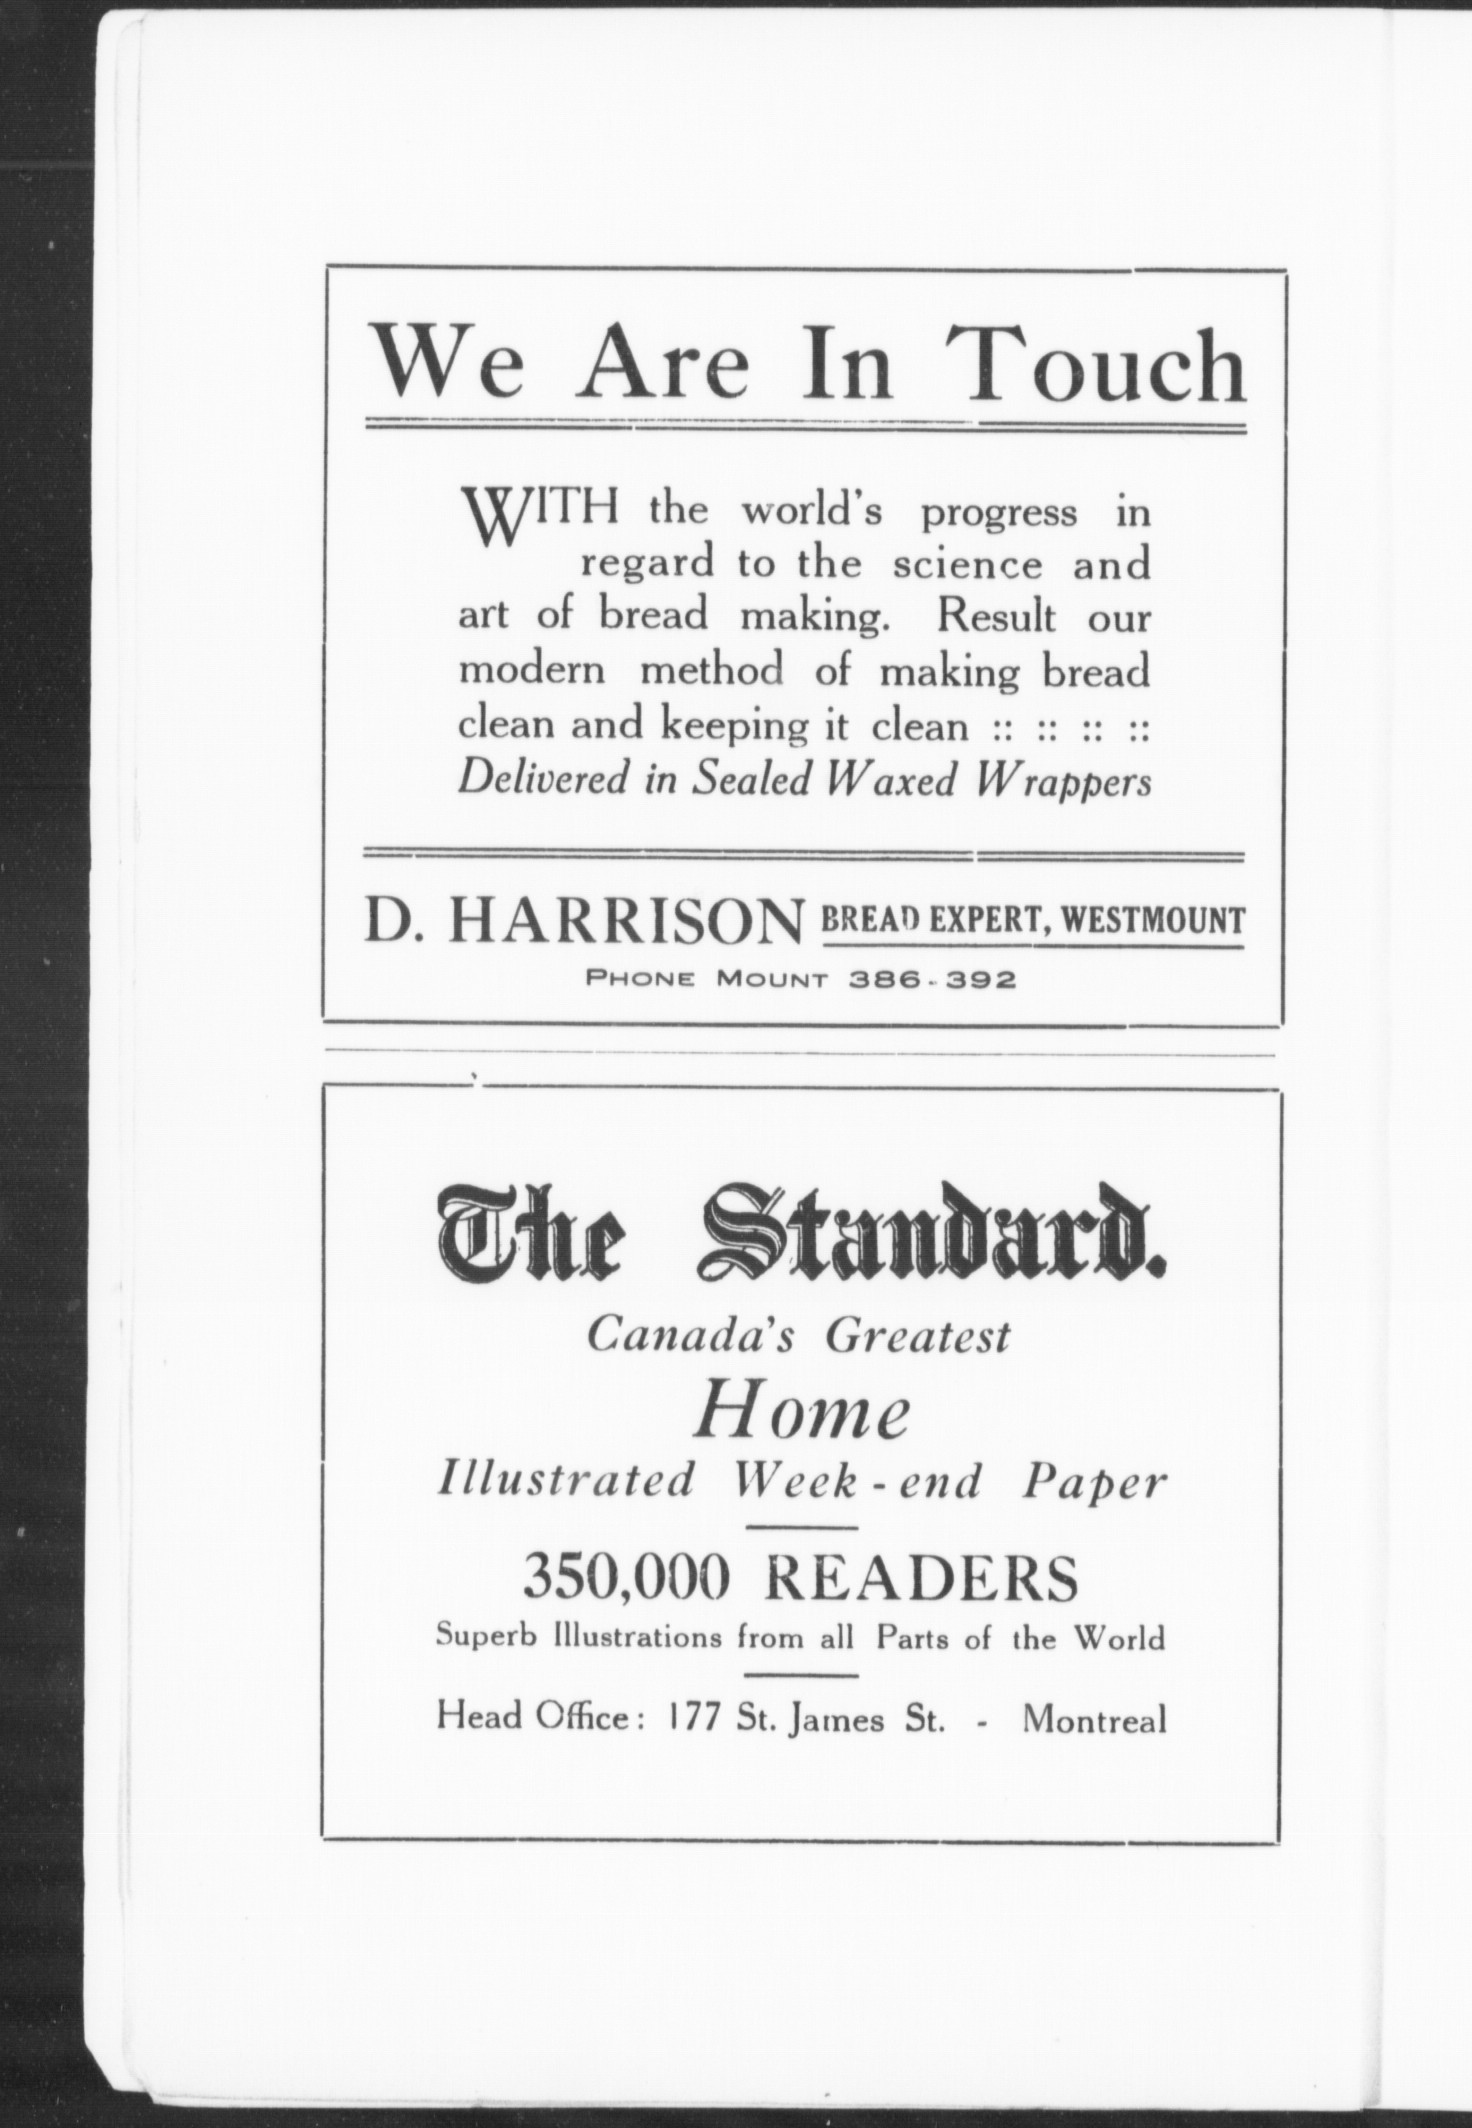 We Are In Touch
WITH the world's progress in
regard to the science and
art of bread making. Result our
modern method of making bread
clean and keeping it clean :: :: :: ::
Delivered in Sealed Waxed Wrappers
D. HARRISON BREAD EXPERT, WESTMOUNT
PHONE MOUNT 386-392
The Standard.
Canada's Greatest
Home
Illustrated Week-end Paper
350,000 READERS
Superb Illustrations from all Parts of the World
Head Office: 177 St. James St. - Montreal